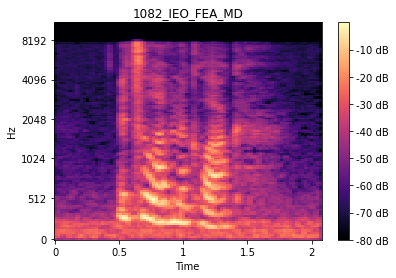 1082_IEO_FEA_MD
8192
4096
2048
1024
512
0
Hz
0
0.5
1
1.5
2
Time
-10 dB
-20 dB
-30 dB
-40 dB
-50 dB
-60 dB
-70 dB
-80 dB